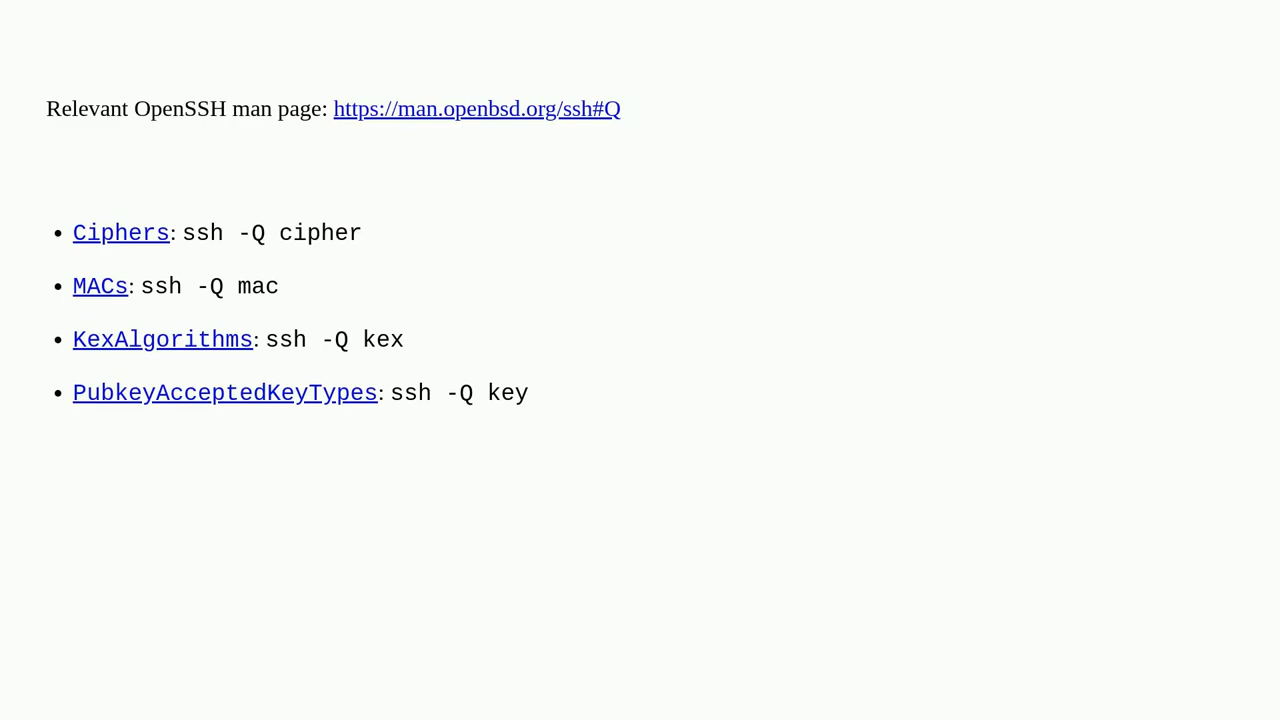 Relevant OpenSSH man page: https://man.openbsd.org/ssh#Q
• Ciphers: ssh -Q cipher
• MACs: ssh -Q mac
• KexAlgorithms: ssh -Q kex
• PubkeyAcceptedKeyTypes: ssh -Q key